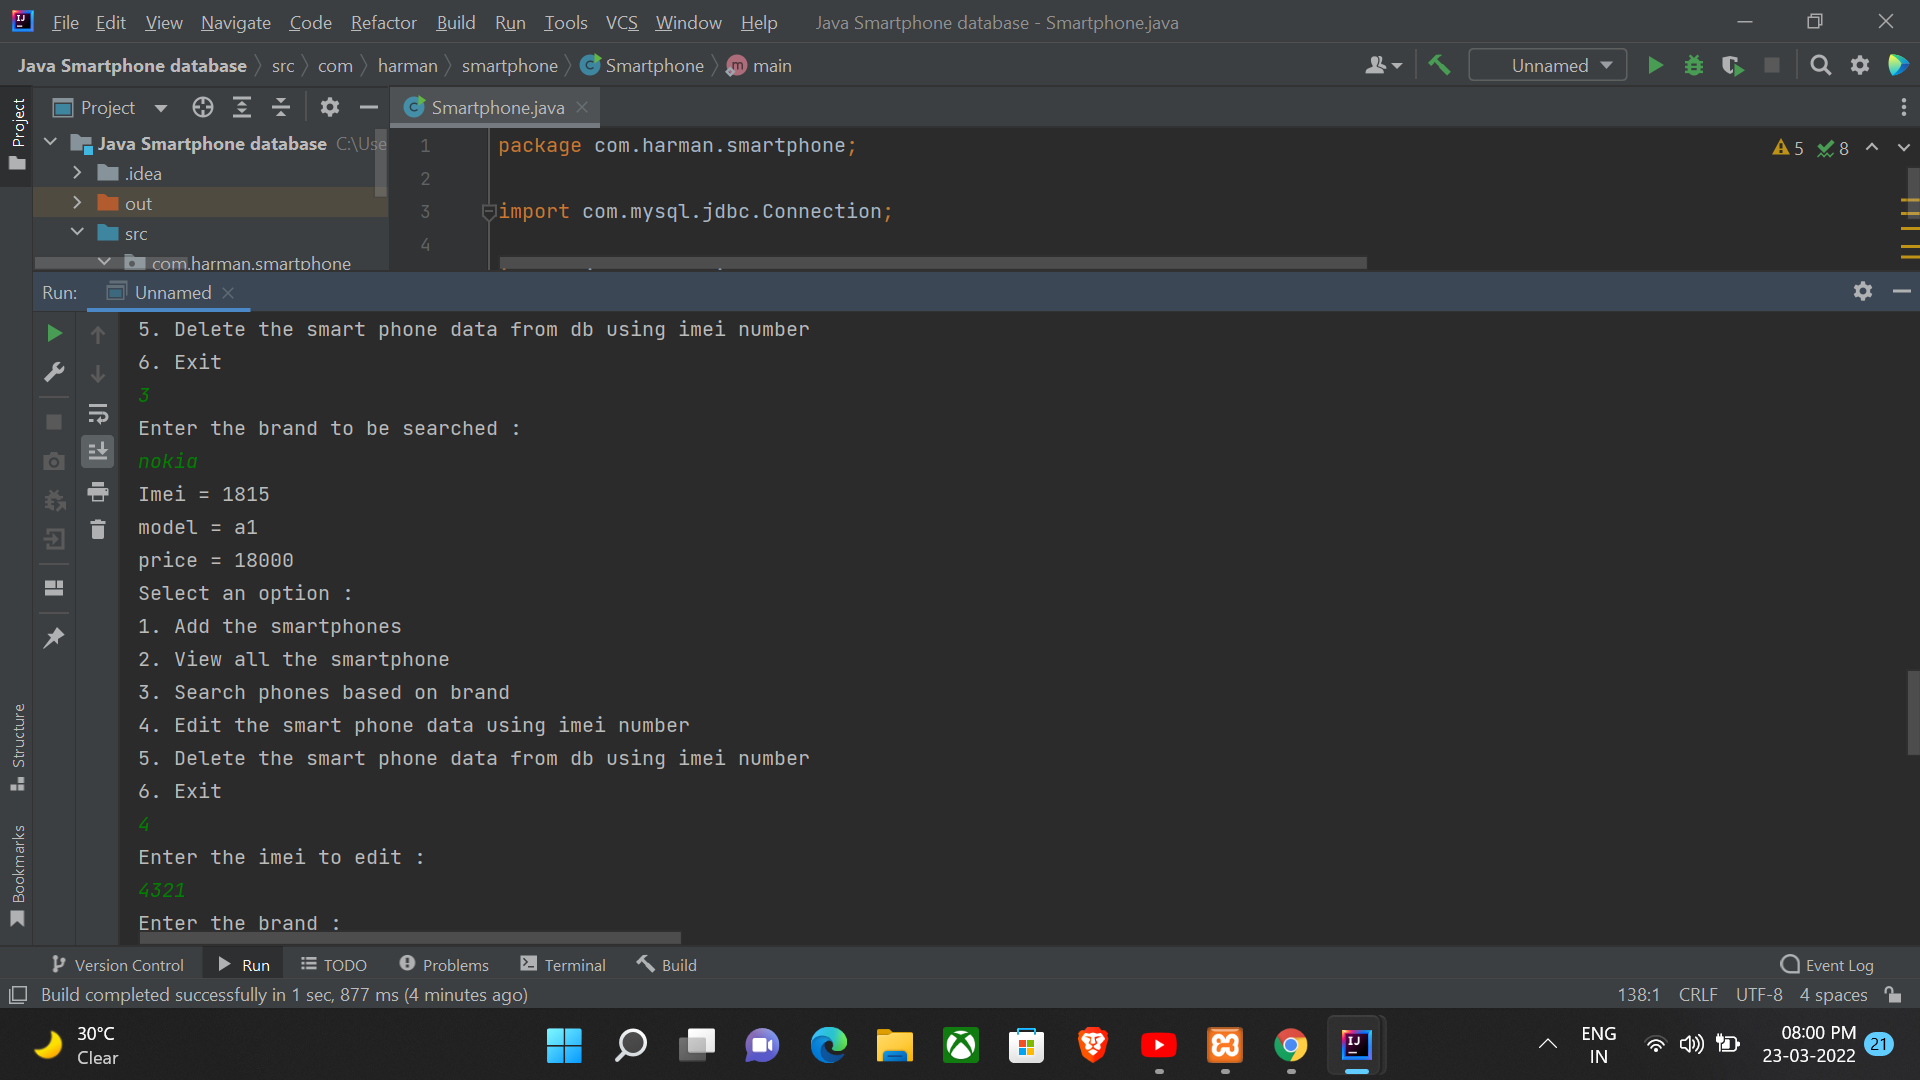 File Edit View Navigate Code Refactor Build Run Tools VCS Window Help Java Smartphone database - Smartphone.java
Java Smartphone database src com harman smartphone Smartphone main Unnamed
Project
Project Smartphone.java
Java Smartphone database C:\Use
.idea
out
src
com.harman.smartphone
1 package com.harman.smartphone;
2
3 import com.mysql.jdbc.Connection;
4
5 8
Run: Unnamed
5. Delete the smart phone data from db using imei number
6. Exit
3
Enter the brand to be searched :
nokia
Imei = 1815
model = a1
price = 18000
Select an option :
1. Add the smartphones
2. View all the smartphone
3. Search phones based on brand
4. Edit the smart phone data using imei number
5. Delete the smart phone data from db using imei number
6. Exit
4
Enter the imei to edit :
4321
Enter the brand :
Structure
Bookmarks
Version Control Run TODO Problems Terminal Build Event Log
Build completed successfully in 1 sec, 877 ms (4 minutes ago) 138:1 CRLF UTF-8 4 spaces
30°C
Clear
ENG
IN
08:00 PM
23-03-2022
21